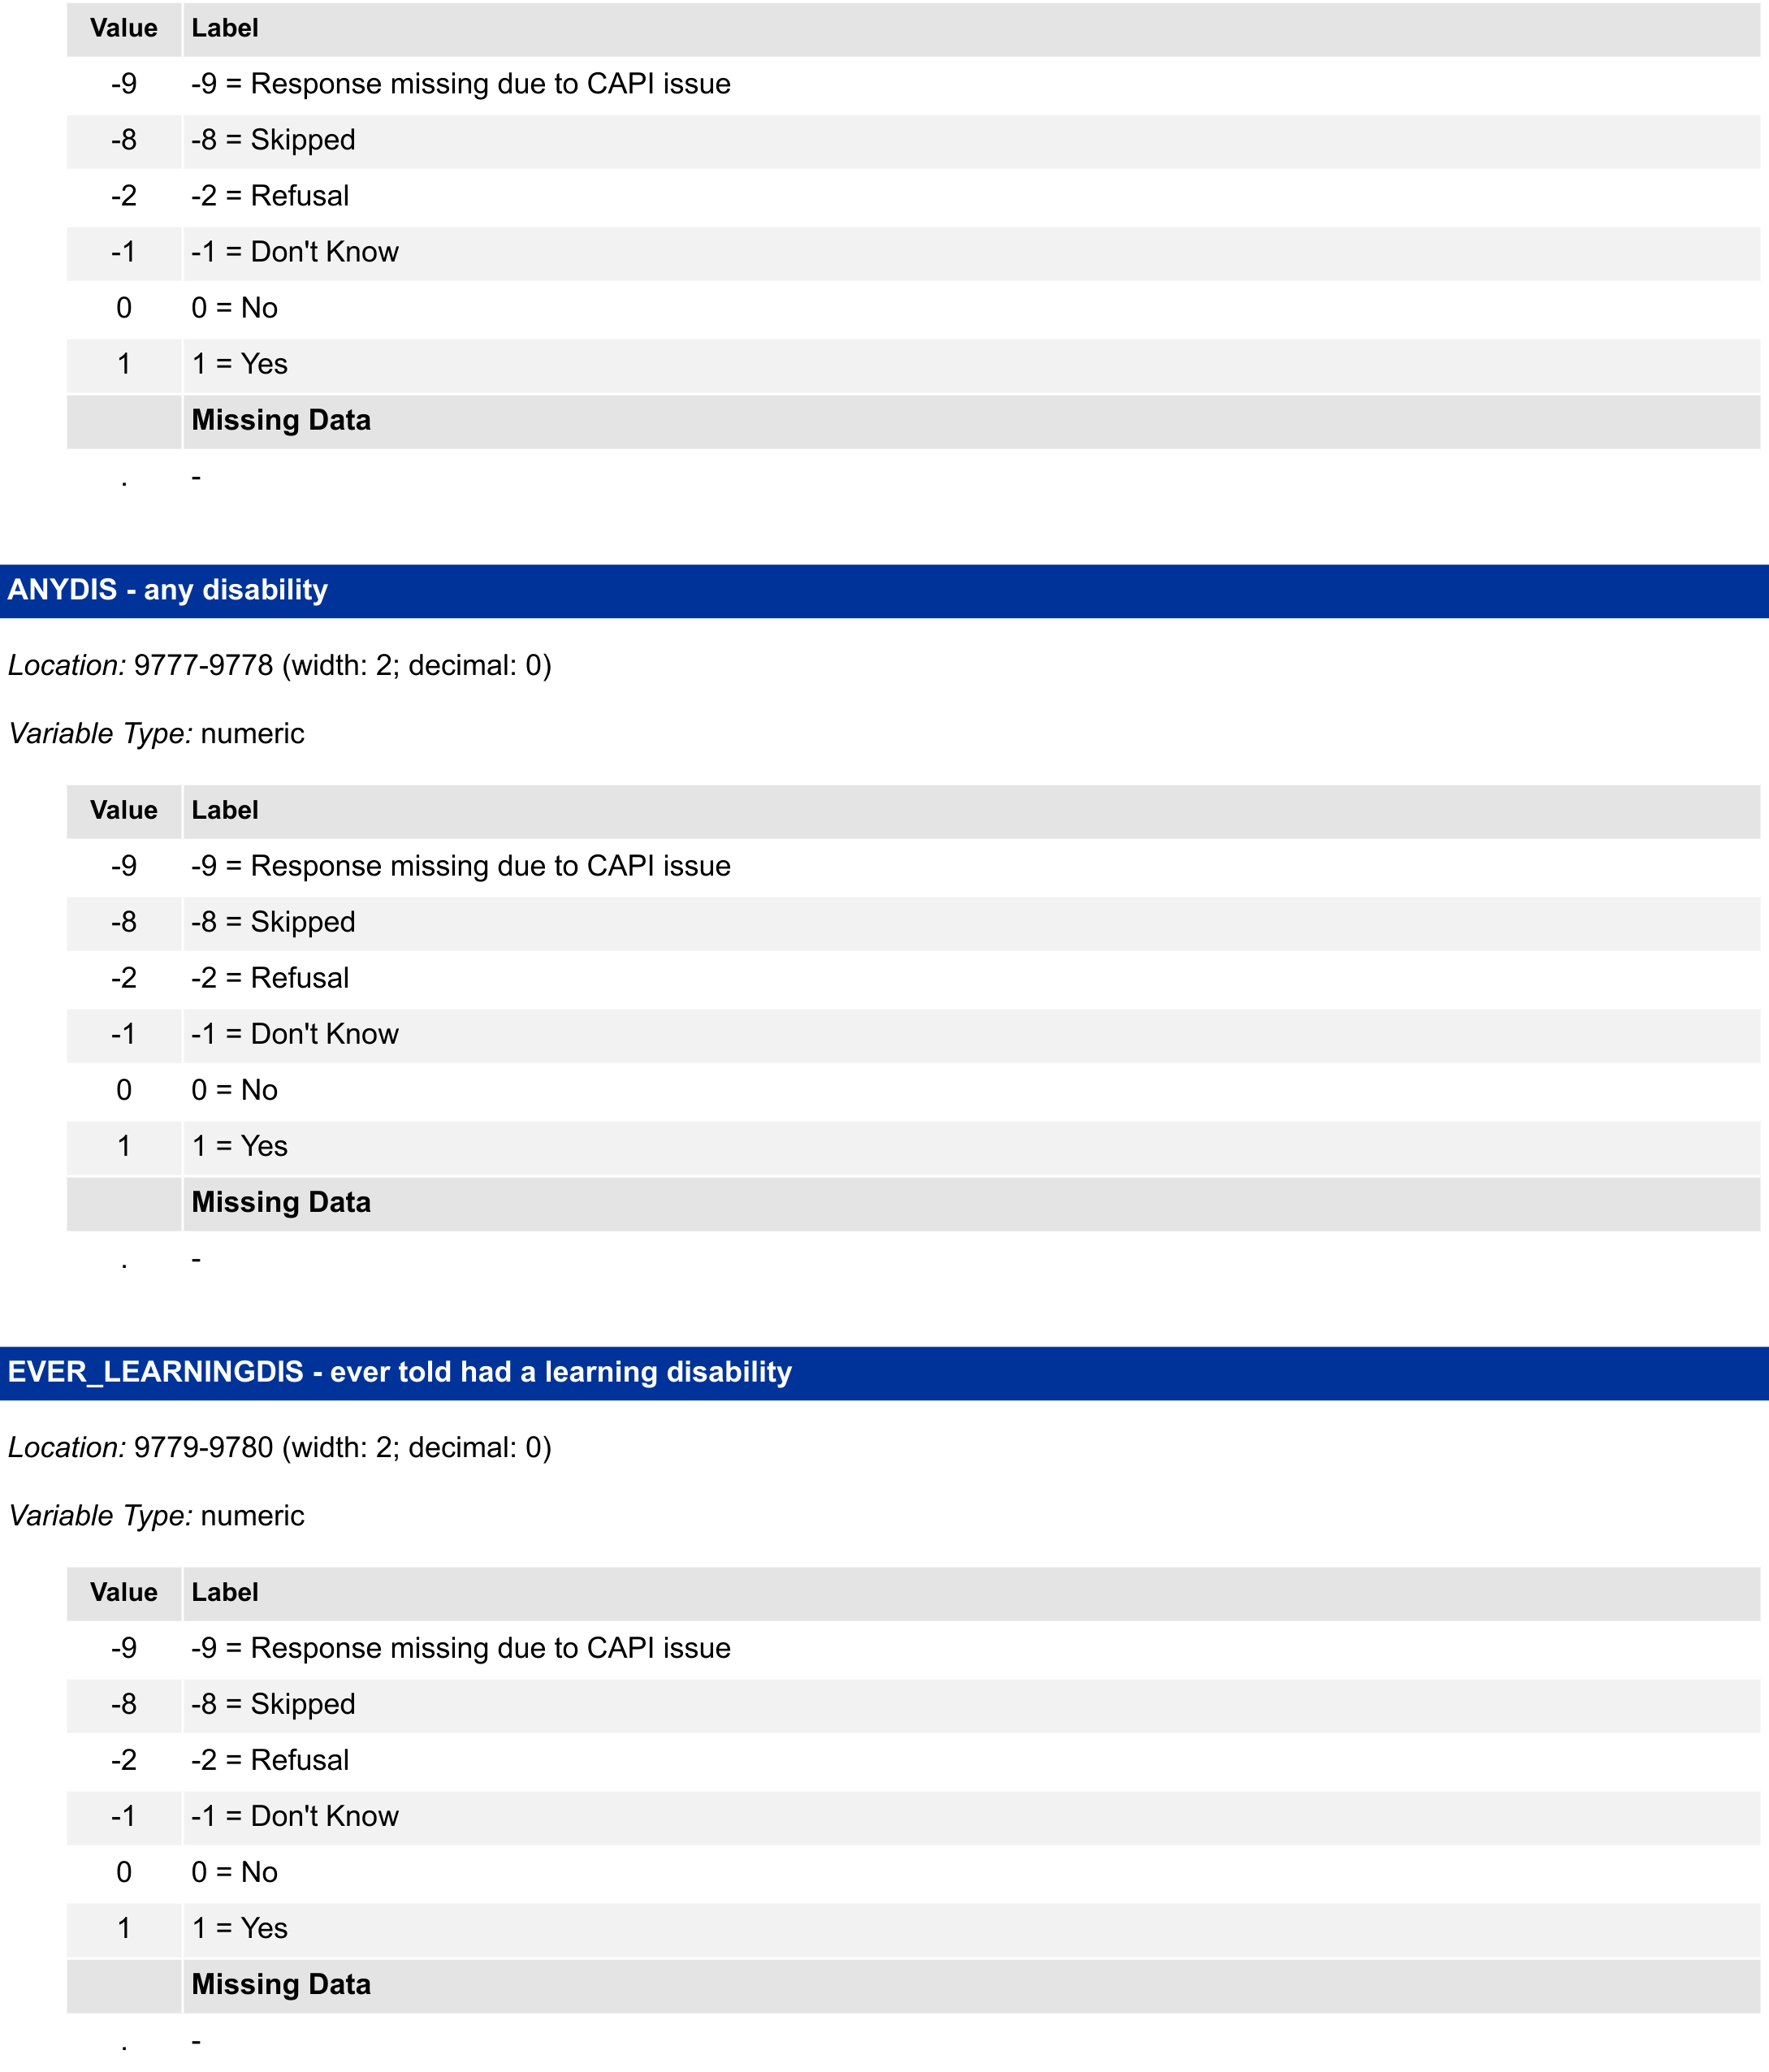 Value Label
-9 -9 = Response missing due to CAPI issue
-8 -8 = Skipped
-2 -2 = Refusal
-1 -1 = Don't Know
0 0 = No
1 1 = Yes
Missing Data
. -
ANYDIS - any disability
Location: 9777-9778 (width: 2; decimal: 0)
Variable Type: numeric
Value Label
-9 -9 = Response missing due to CAPI issue
-8 -8 = Skipped
-2 -2 = Refusal
-1 -1 = Don't Know
0 0 = No
1 1 = Yes
Missing Data
. -
EVER_LEARNINGDIS - ever told had a learning disability
Location: 9779-9780 (width: 2; decimal: 0)
Variable Type: numeric
Value Label
-9 -9 = Response missing due to CAPI issue
-8 -8 = Skipped
-2 -2 = Refusal
-1 -1 = Don't Know
0 0 = No
1 1 = Yes
Missing Data
. -